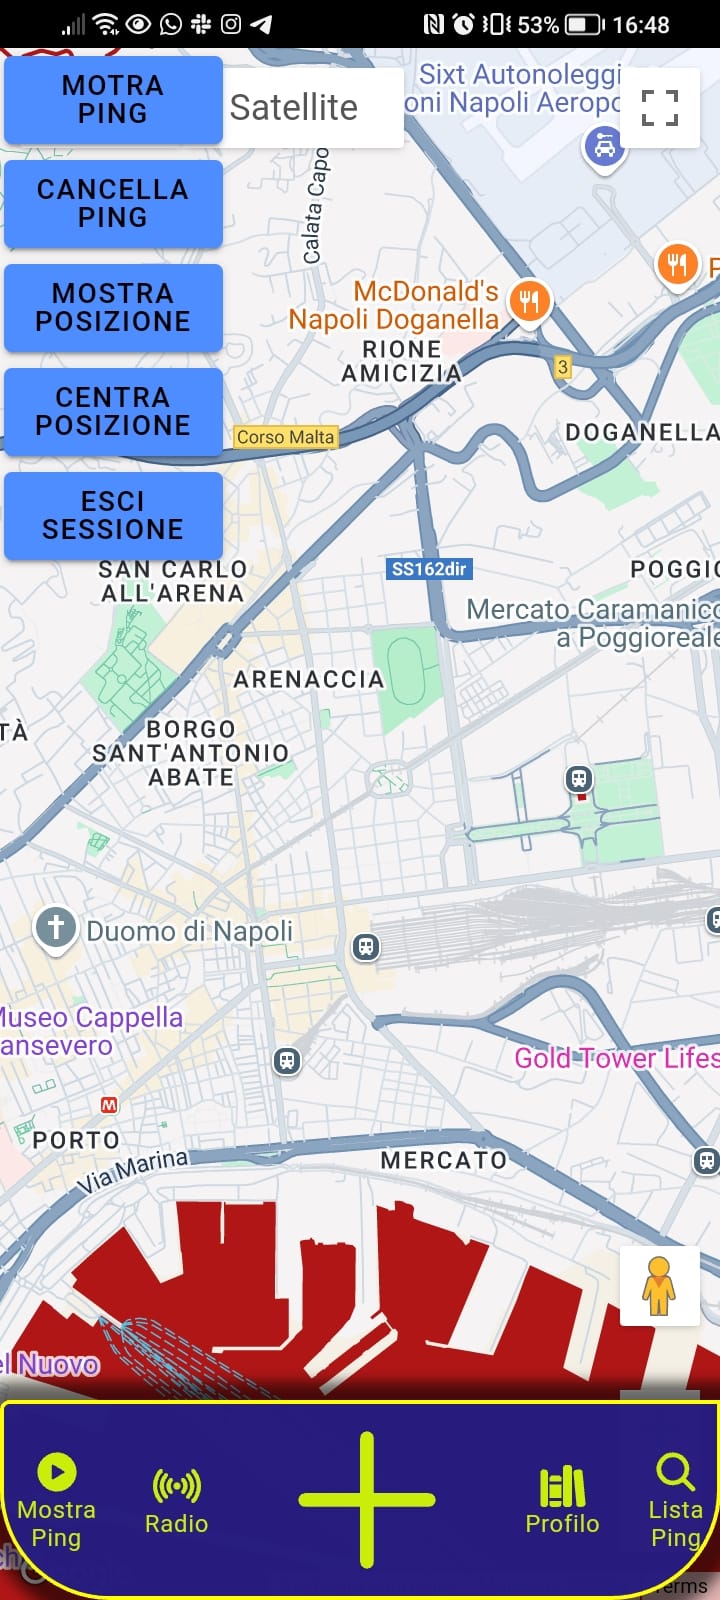 53% 16:48
MOTRA
PING
Satellite
Sixt Autonoleggi
oni Napoli Aeropo
CANCELLA
PING
Calata Capo
MOSTRA
POSIZIONE
McDonald's
Napoli Doganella
RIONE
AMICIZIA
3
CENTRA
POSIZIONE
Corso Malta
DOGANELLA
ESCI
SESSIONE
SAN CARLO
ALL'ARENA
SS162dir
POGGIO
Mercato Caramanico
a Poggioreale
ARENACCIA
TÀ
BORGO
SANT'ANTONIO
ABATE
Duomo di Napoli
Museo Cappella
ansevero
Gold Tower Lifes
M
PORTO
Via Marina
MERCATO
el Nuovo
Mostra
Ping
Radio
Profilo
Lista
Ping
Terms